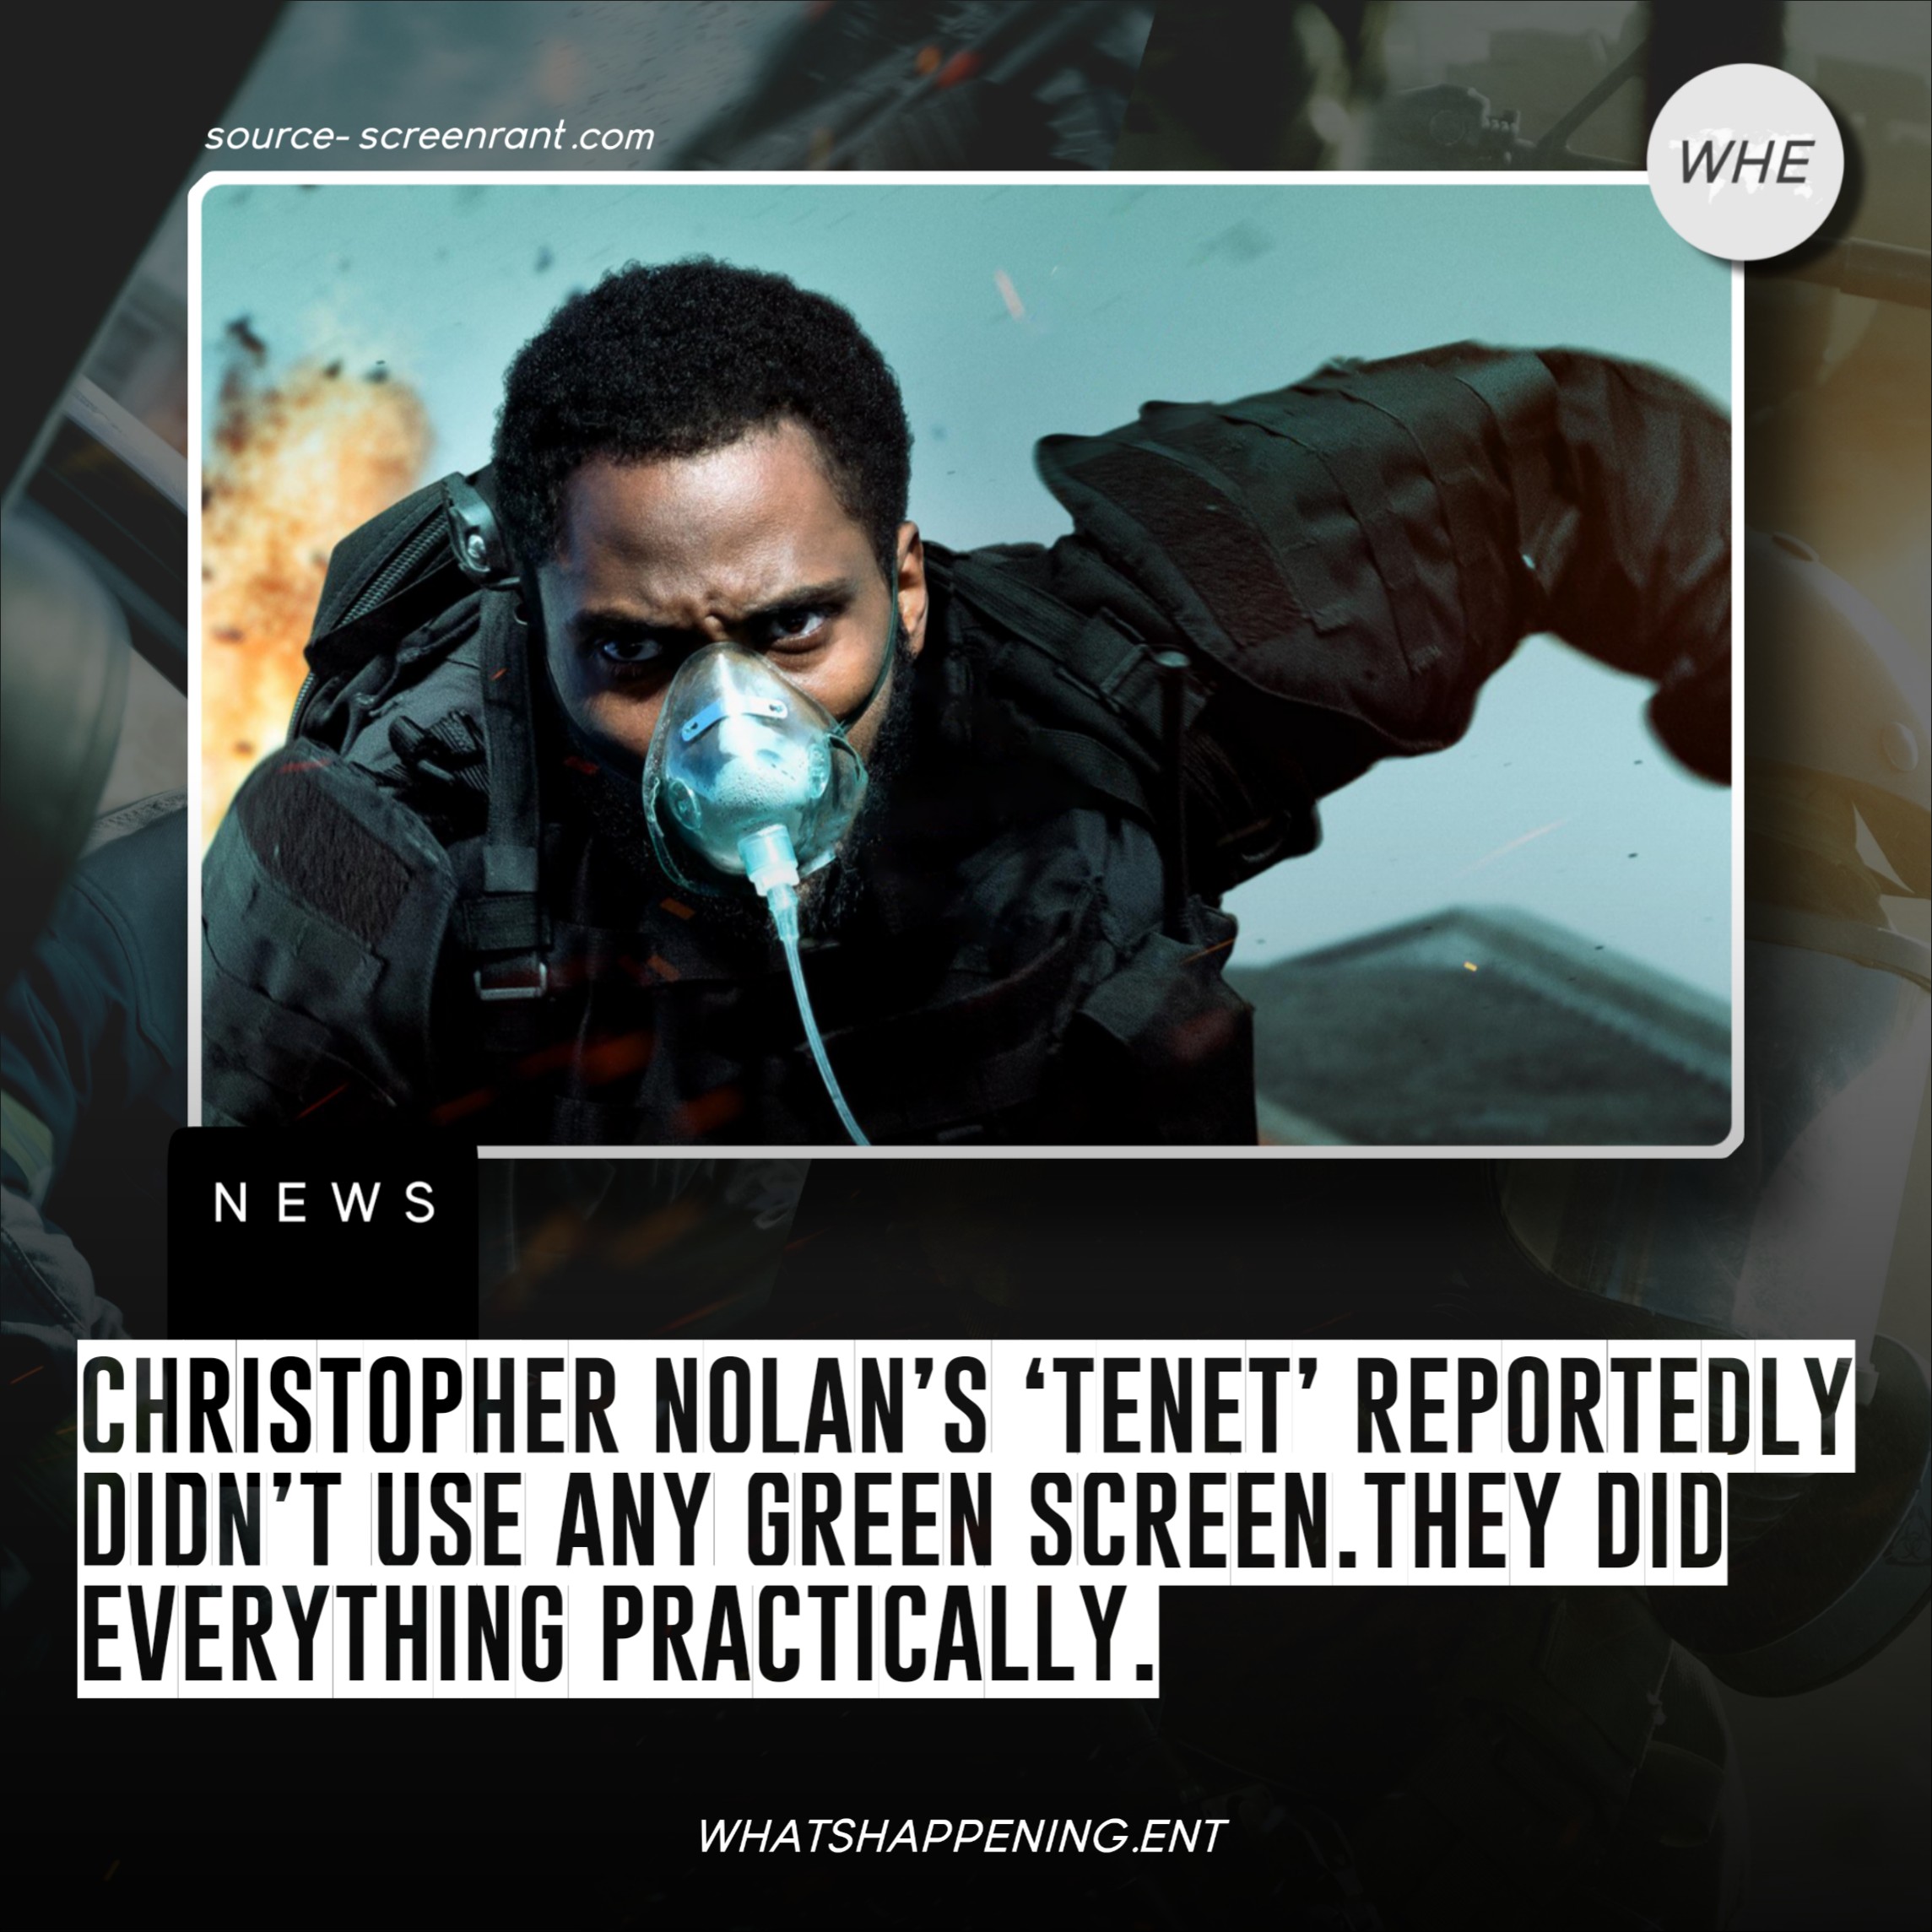 source- screenrant.com
WHE
NEWS
CHRISTOPHER NOLAN’S ‘TENET’ REPORTEDLY
DIDN’T USE ANY GREEN SCREEN.THEY DID
EVERYTHING PRACTICALLY.
WHATSHAPPENING.ENT